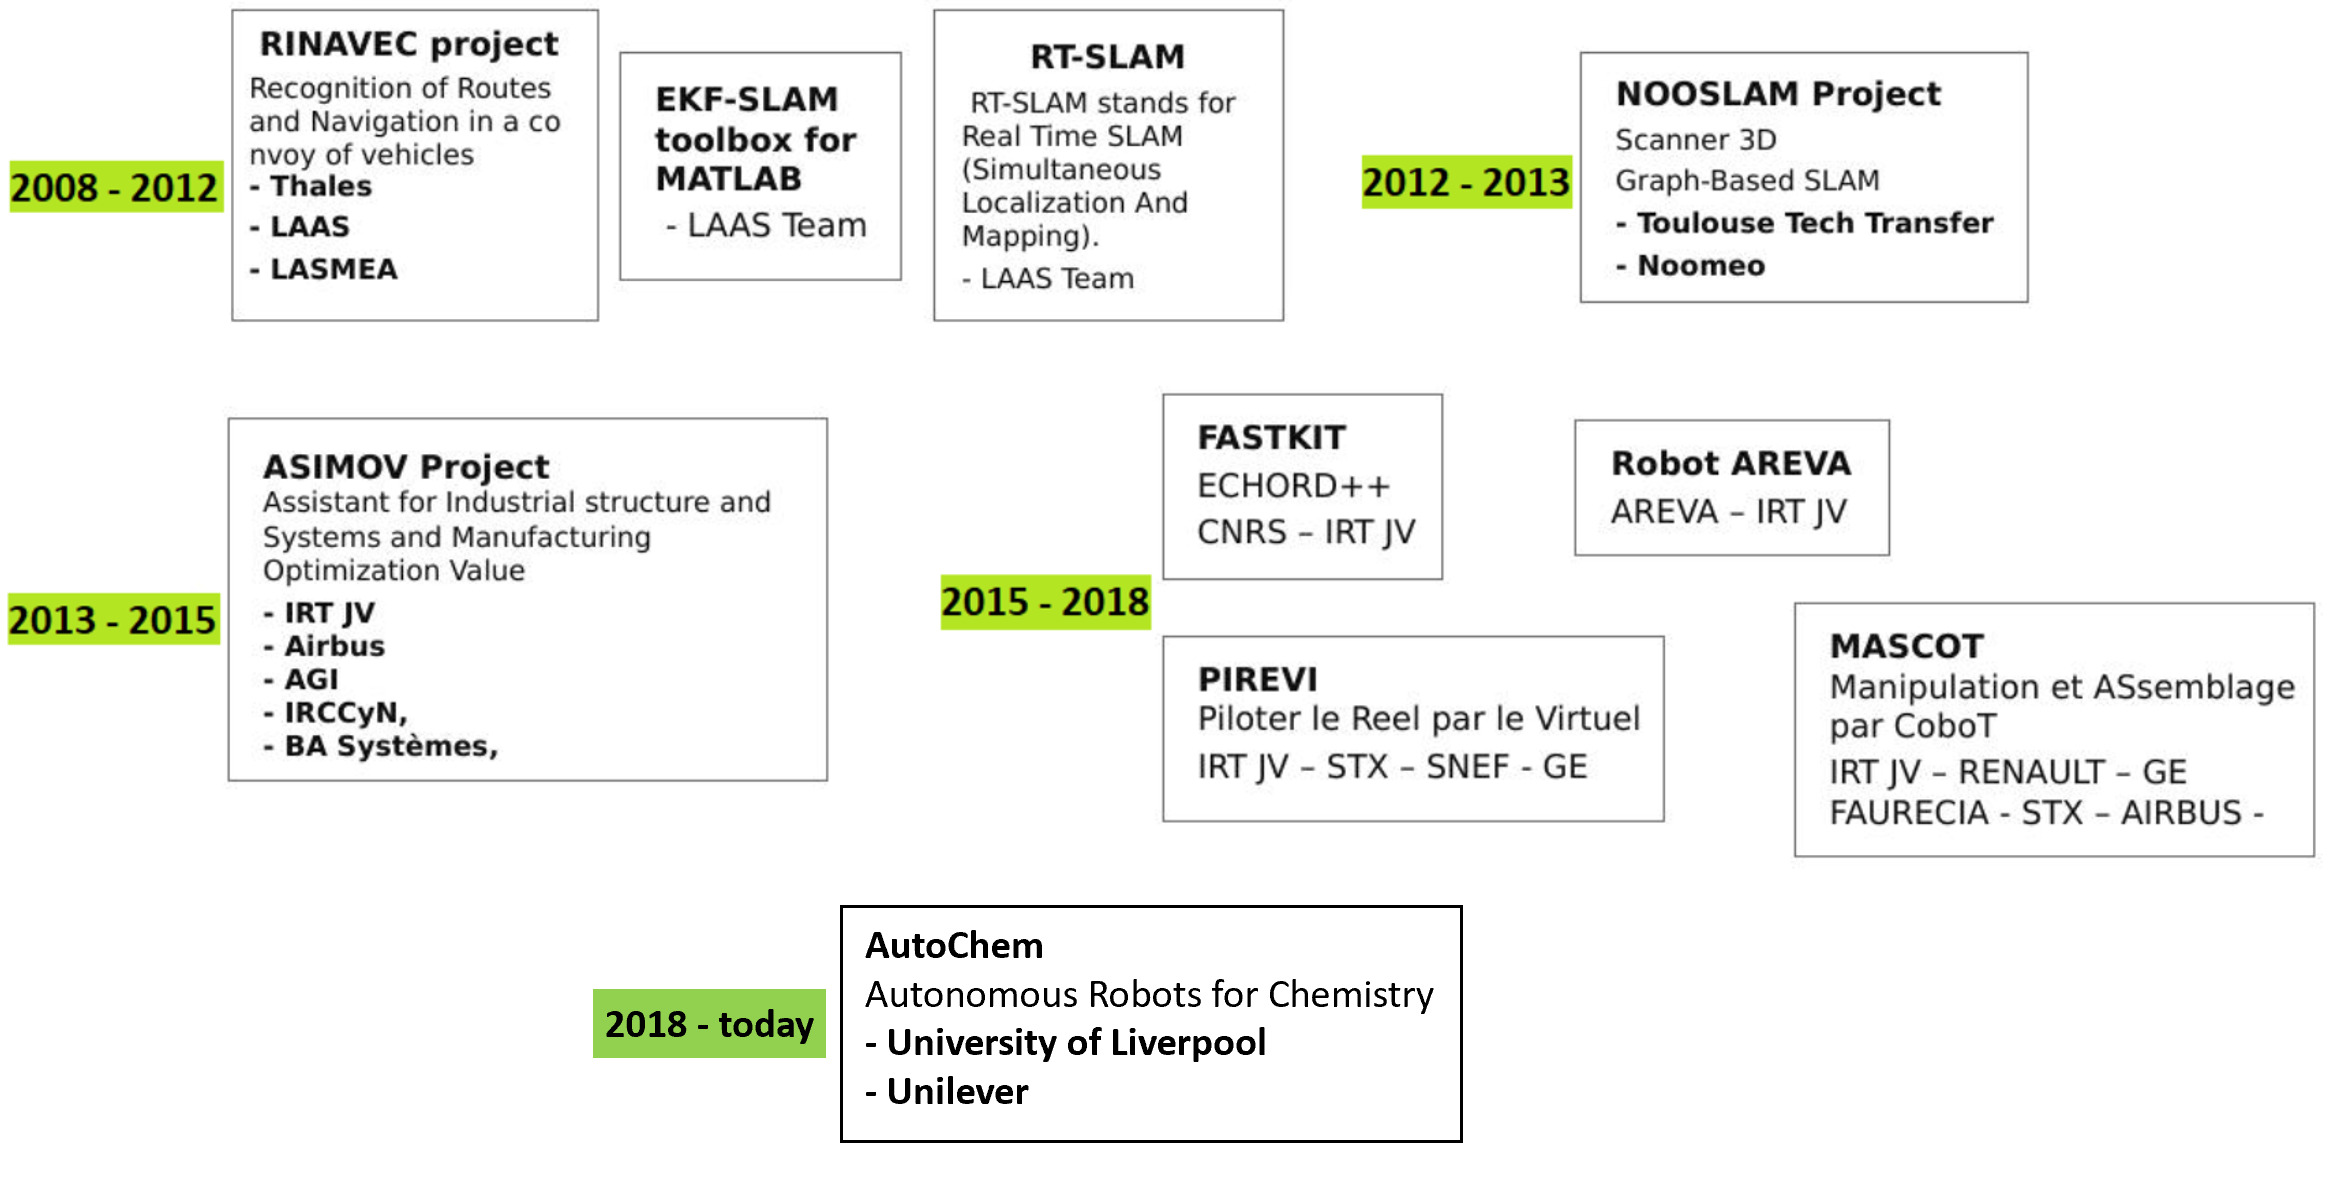 2008 - 2012
RINAVEC project
Recognition of Routes
and Navigation in a co
nvoy of vehicles
- Thales
- LAAS
- LASMEA
EKF-SLAM
toolbox for
MATLAB
- LAAS Team
RT-SLAM
RT-SLAM stands for
Real Time SLAM
(Simultaneous
Localization And
Mapping).
- LAAS Team
2012 - 2013
NOOSLAM Project
Scanner 3D
Graph-Based SLAM
- Toulouse Tech Transfer
- Noomeo
2013 - 2015
ASIMOV Project
Assistant for Industrial structure and
Systems and Manufacturing
Optimization Value
- IRT JV
- Airbus
- AGI
- IRCCyN,
- BA Systèmes,
2015 - 2018
FASTKIT
ECHORD++
CNRS – IRT JV
Robot AREVA
AREVA – IRT JV
PIREVI
Piloter le Reel par le Virtuel
IRT JV – STX – SNEF - GE
MASCOT
Manipulation et ASsemblage
par CoboT
IRT JV – RENAULT – GE
FAURECIA - STX – AIRBUS -
2018 - today
AutoChem
Autonomous Robots for Chemistry
- University of Liverpool
- Unilever